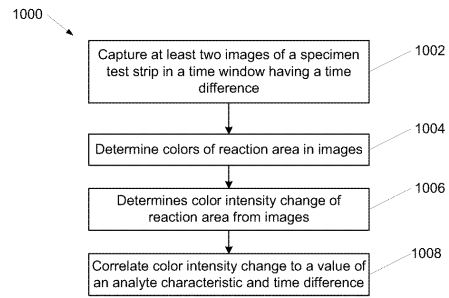 1000
Capture at least two images of a specimen
test strip in a time window having a time
difference
1002
Determine colors of reaction area in images
1004
Determines color intensity change of
reaction area from images
1006
Correlate color intensity change to a value of
an analyte characteristic and time difference
1008